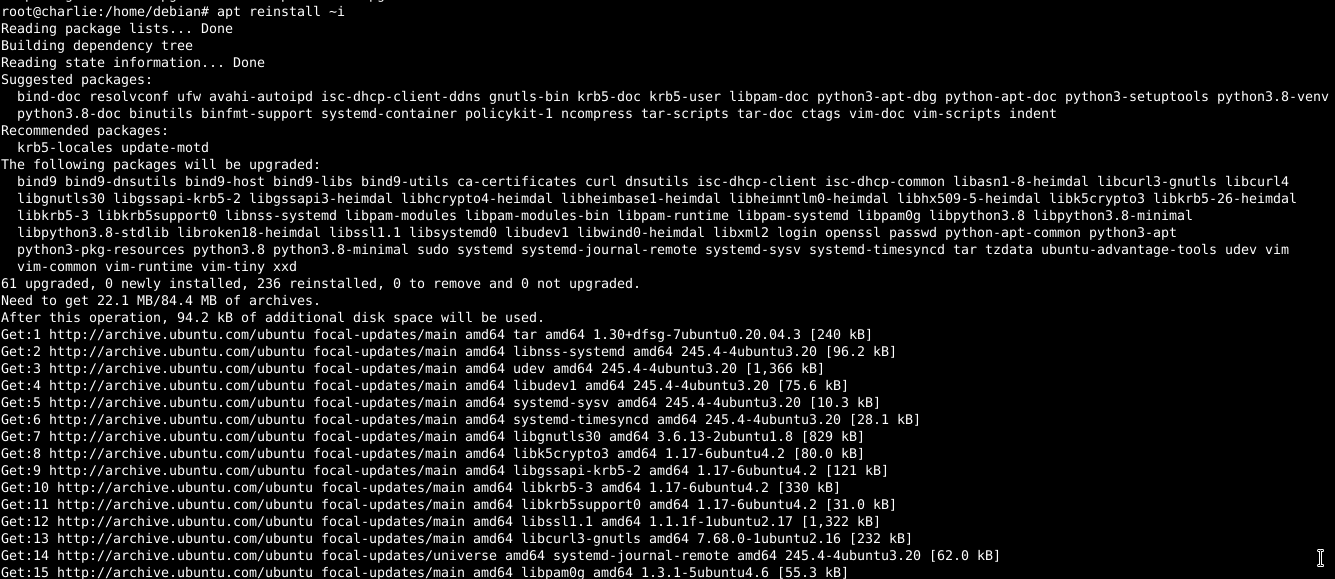 root@charlie:/home/debian# apt reinstall ~i
Reading package lists... Done
Building dependency tree
Reading state information... Done
Suggested packages:
  bind-doc resolvconf ufw avahi-autoipd isc-dhcp-client-ddns gnutls-bin krb5-doc krb5-user libpam-doc python3-apt-dbg python-apt-doc python3-setuptools python3.8-venv
  python3.8-doc binutils binfmt-support systemd-container policykit-1 ncompress tar-scripts tar-doc ctags vim-doc vim-scripts indent
Recommended packages:
  krb5-locales update-motd
The following packages will be upgraded:
  bind9 bind9-dnsutils bind9-host bind9-libs bind9-utils ca-certificates curl dnsutils isc-dhcp-client isc-dhcp-common libasn1-8-heimdal libcurl3-gnutls libcurl4
  libgnutls30 libgssapi-krb5-2 libgssapi3-heimdal libhcrypto4-heimdal libheimbase1-heimdal libheimntlm0-heimdal libhx509-5-heimdal libk5crypto3 libkrb5-26-heimdal
  libkrb5-3 libkrb5support0 libnss-systemd libpam-modules libpam-modules-bin libpam-runtime libpam-systemd libpam0g libpython3.8 libpython3.8-minimal
  libpython3.8-stdlib libroken18-heimdal libssl1.1 libsystemd0 libudev1 libwind0-heimdal libxml2 login openssl passwd python-apt-common python3-apt
  python3-pkg-resources python3.8 python3.8-minimal sudo systemd systemd-journal-remote systemd-sysv systemd-timesyncd tar tzdata ubuntu-advantage-tools udev vim
  vim-common vim-runtime vim-tiny xxd
61 upgraded, 0 newly installed, 236 reinstalled, 0 to remove and 0 not upgraded.
Need to get 22.1 MB/84.4 MB of archives.
After this operation, 94.2 kB of additional disk space will be used.
Get:1 http://archive.ubuntu.com/ubuntu focal-updates/main amd64 tar amd64 1.30+dfsg-7ubuntu0.20.04.3 [240 kB]
Get:2 http://archive.ubuntu.com/ubuntu focal-updates/main amd64 libnss-systemd amd64 245.4-4ubuntu3.20 [96.2 kB]
Get:3 http://archive.ubuntu.com/ubuntu focal-updates/main amd64 udev amd64 245.4-4ubuntu3.20 [1,366 kB]
Get:4 http://archive.ubuntu.com/ubuntu focal-updates/main amd64 libudev1 amd64 245.4-4ubuntu3.20 [75.6 kB]
Get:5 http://archive.ubuntu.com/ubuntu focal-updates/main amd64 systemd-sysv amd64 245.4-4ubuntu3.20 [10.3 kB]
Get:6 http://archive.ubuntu.com/ubuntu focal-updates/main amd64 systemd-timesyncd amd64 245.4-4ubuntu3.20 [28.1 kB]
Get:7 http://archive.ubuntu.com/ubuntu focal-updates/main amd64 libgnutls30 amd64 3.6.13-2ubuntu1.8 [829 kB]
Get:8 http://archive.ubuntu.com/ubuntu focal-updates/main amd64 libk5crypto3 amd64 1.17-6ubuntu4.2 [80.0 kB]
Get:9 http://archive.ubuntu.com/ubuntu focal-updates/main amd64 libgssapi-krb5-2 amd64 1.17-6ubuntu4.2 [121 kB]
Get:10 http://archive.ubuntu.com/ubuntu focal-updates/main amd64 libkrb5-3 amd64 1.17-6ubuntu4.2 [330 kB]
Get:11 http://archive.ubuntu.com/ubuntu focal-updates/main amd64 libkrb5support0 amd64 1.17-6ubuntu4.2 [31.0 kB]
Get:12 http://archive.ubuntu.com/ubuntu focal-updates/main amd64 libssl1.1 amd64 1.1.1f-1ubuntu2.17 [1,322 kB]
Get:13 http://archive.ubuntu.com/ubuntu focal-updates/main amd64 libcurl3-gnutls amd64 7.68.0-1ubuntu2.16 [232 kB]
Get:14 http://archive.ubuntu.com/ubuntu focal-updates/universe amd64 systemd-journal-remote amd64 245.4-4ubuntu3.20 [62.0 kB]
Get:15 http://archive.ubuntu.com/ubuntu focal-updates/main amd64 libpam0g amd64 1.3.1-5ubuntu4.6 [55.3 kB]